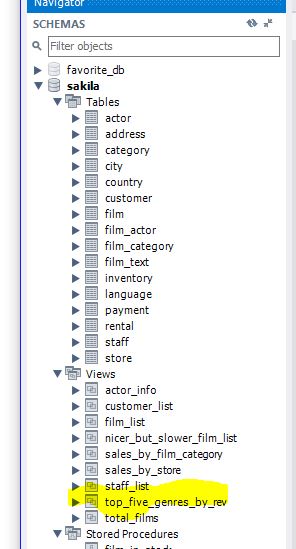 Navigator
SCHEMAS
Filter objects
favorite_db
sakila
Tables
actor
address
category
city
country
customer
film
film_actor
film_category
film_text
inventory
language
payment
rental
staff
store
Views
actor_info
customer_list
film_list
nicer_but_slower_film_list
sales_by_film_category
sales_by_store
staff_list
top_five_genres_by_rev
total_films
Stored Procedures
film_in_stock